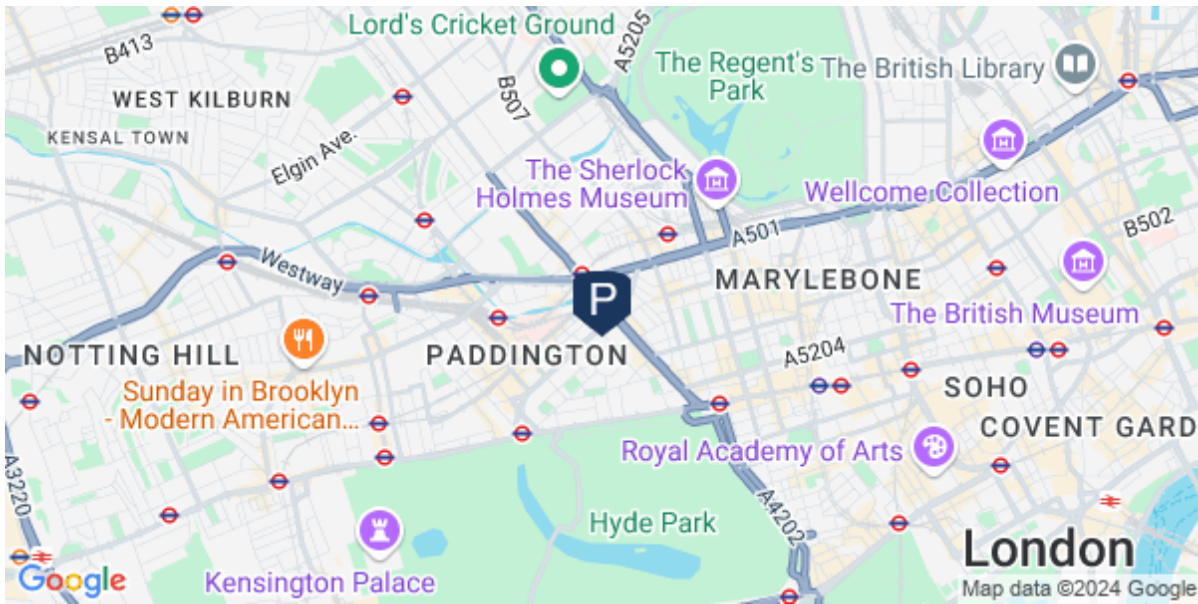 Lord's Cricket Ground
A5205
B413
The Regent's
Park
The British Library
WEST KILBURN
B507
KENSAL TOWN
Elgin Ave.
The Sherlock
Holmes Museum
Wellcome Collection
A501
B502
Westway
MARYLEBONE
P
The British Museum
NOTTING HILL
PADDINGTON
A5204
Sunday in Brooklyn
- Modern American...
SOHO
COVENT GARD
Royal Academy of Arts
A3220
A4202
Hyde Park
Kensington Palace
London
Google
Map data ©2024 Google